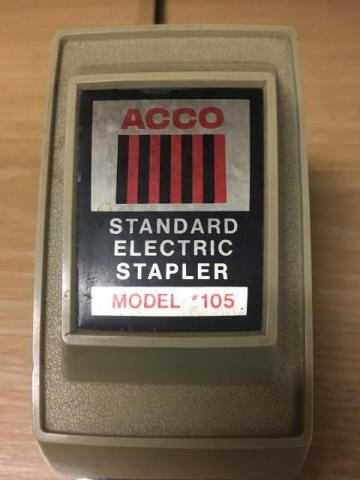 ACCO
STANDARD
ELECTRIC
STAPLER
MODEL #105